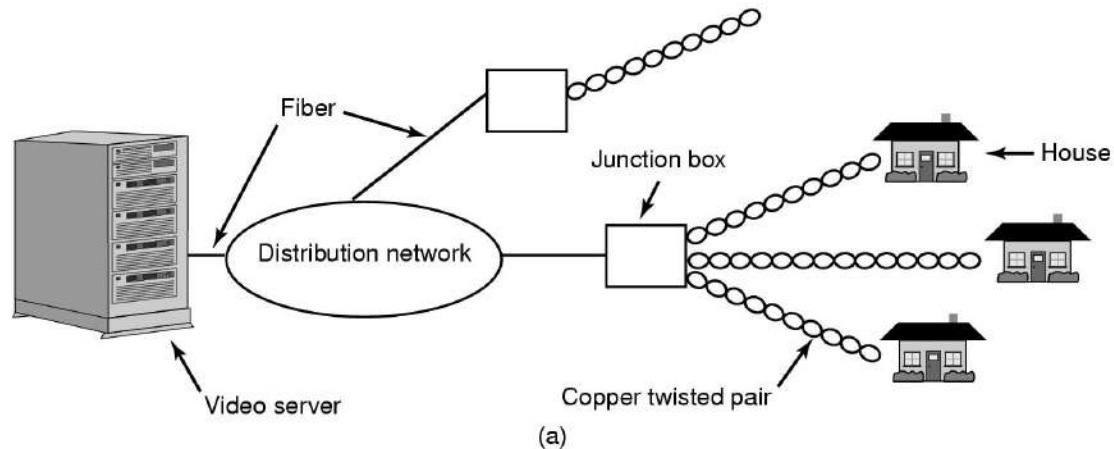 Fiber
Junction box
House
Distribution network
Video server
Copper twisted pair
(a)